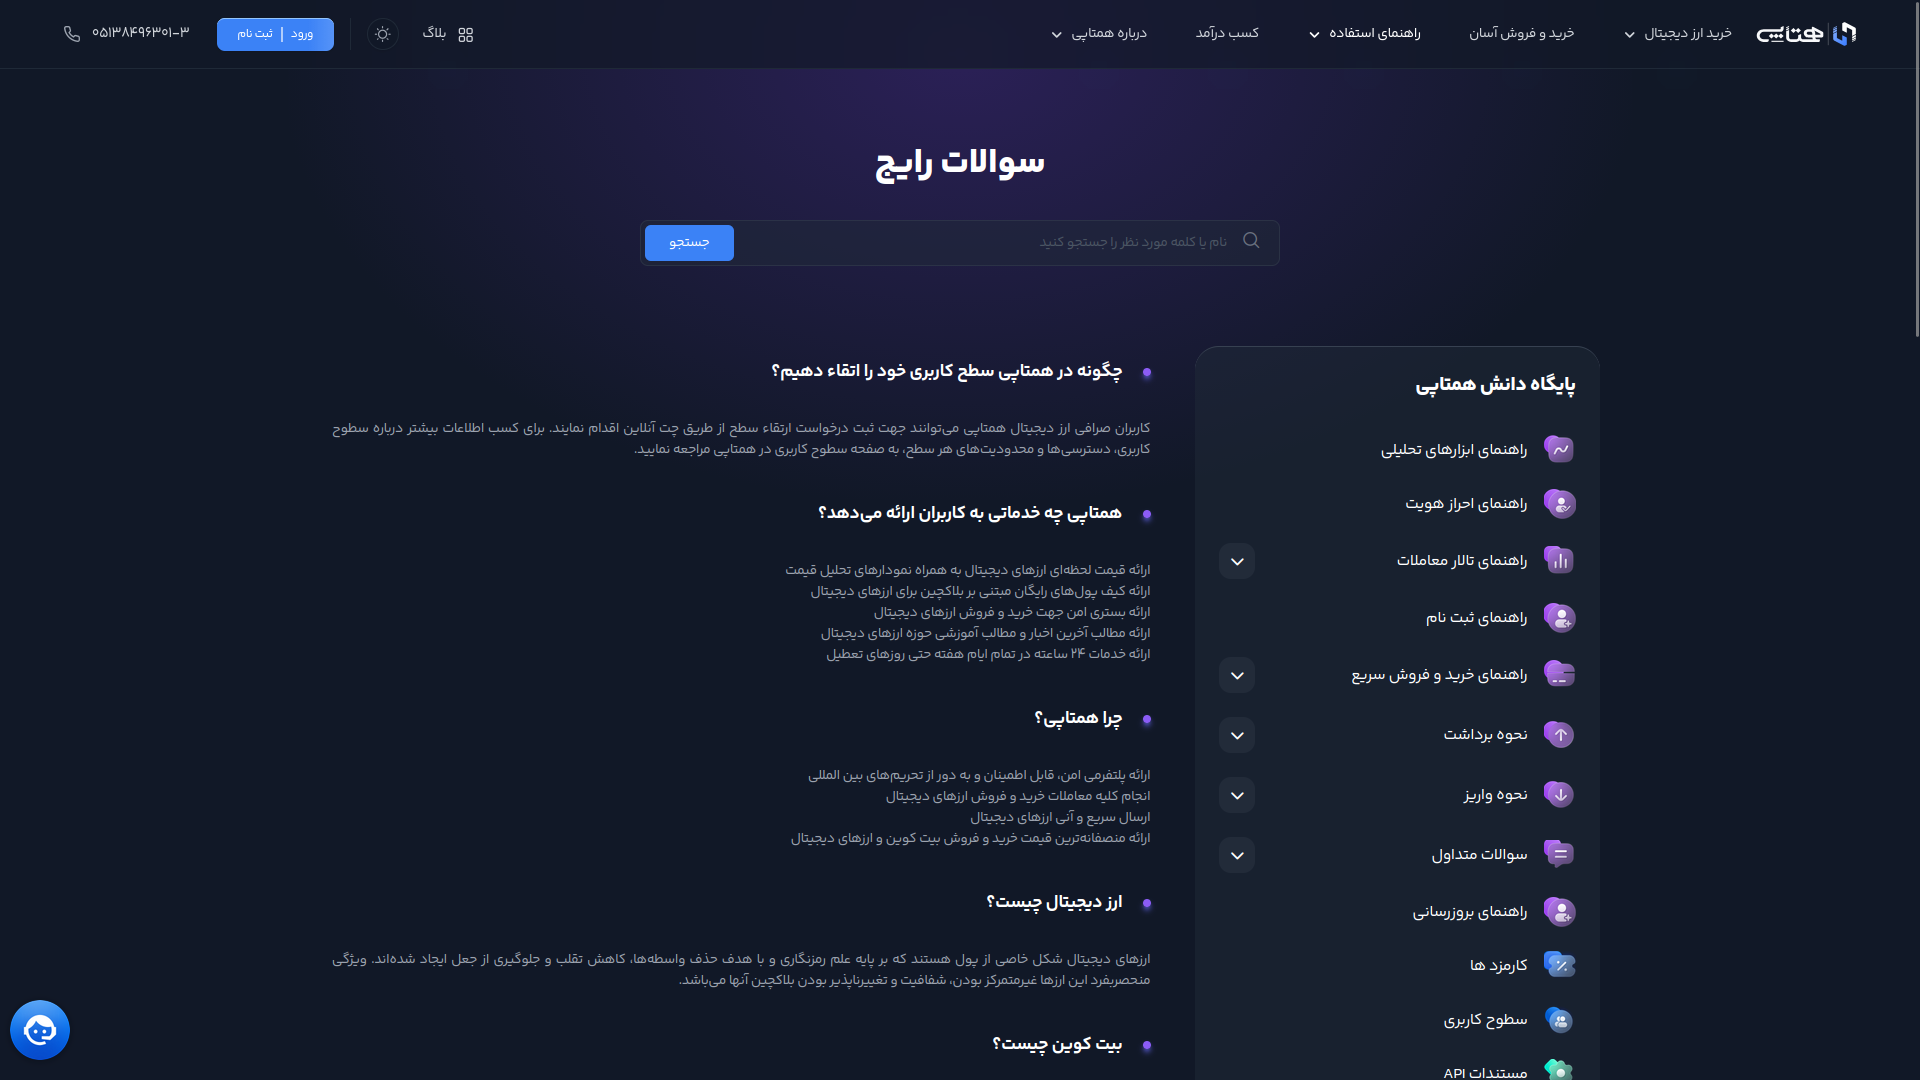 همتاپی
خرید ارز دیجیتال
خرید و فروش آسان
راهنمای استفاده
کسب درآمد
درباره همتاپی
بلاگ
ورود | ثبت نام
۰۵۱۳۸۴۹۶۳۰۱-۳
سوالات رایج
نام یا کلمه مورد نظر را جستجو کنید
جستجو
پایگاه دانش همتاپی
راهنمای ابزارهای تحلیلی
راهنمای احراز هویت
راهنمای تالار معاملات
راهنمای ثبت نام
راهنمای خرید و فروش سریع
نحوه برداشت
نحوه واریز
سوالات متداول
راهنمای بروزرسانی
کارمزد ها
سطوح کاربری
مستندات API
چگونه در همتاپی سطح کاربری خود را اتقاء دهیم؟
کاربران صرافی ارز دیجیتال همتاپی می‌توانند جهت ثبت درخواست ارتقاء سطح از طریق چت آنلاین اقدام نمایند. برای کسب اطلاعات بیشتر درباره سطوح
کاربری، دسترسی‌ها و محدودیت‌های هر سطح، به صفحه سطوح کاربری در همتاپی مراجعه نمایید.
همتاپی چه خدماتی به کاربران ارائه می‌دهد؟
ارائه قیمت لحظه‌ای ارزهای دیجیتال به همراه نمودارهای تحلیل قیمت
ارائه کیف پول‌های رایگان مبتنی بر بلاکچین برای ارزهای دیجیتال
ارائه بستری امن جهت خرید و فروش ارزهای دیجیتال
ارائه مطالب آخرین اخبار و مطالب آموزشی حوزه ارزهای دیجیتال
ارائه خدمات ۲۴ ساعته در تمام ایام هفته حتی روزهای تعطیل
چرا همتاپی؟
ارائه پلتفرمی امن، قابل اطمینان و به دور از تحریم‌های بین المللی
انجام کلیه معاملات خرید و فروش ارزهای دیجیتال
ارسال سریع و آنی ارزهای دیجیتال
ارائه منصفانه‌ترین قیمت خرید و فروش بیت کوین و ارزهای دیجیتال
ارز دیجیتال چیست؟
ارزهای دیجیتال شکل خاصی از پول هستند که بر پایه علم رمزنگاری و با هدف حذف واسطه‌ها، کاهش تقلب و جلوگیری از جعل ایجاد شده‌اند. ویژگی
منحصربفرد این ارزها غیرمتمرکز بودن، شفافیت و تغییرناپذیر بودن بلاکچین آنها می‌باشد.
بیت کوین چیست؟